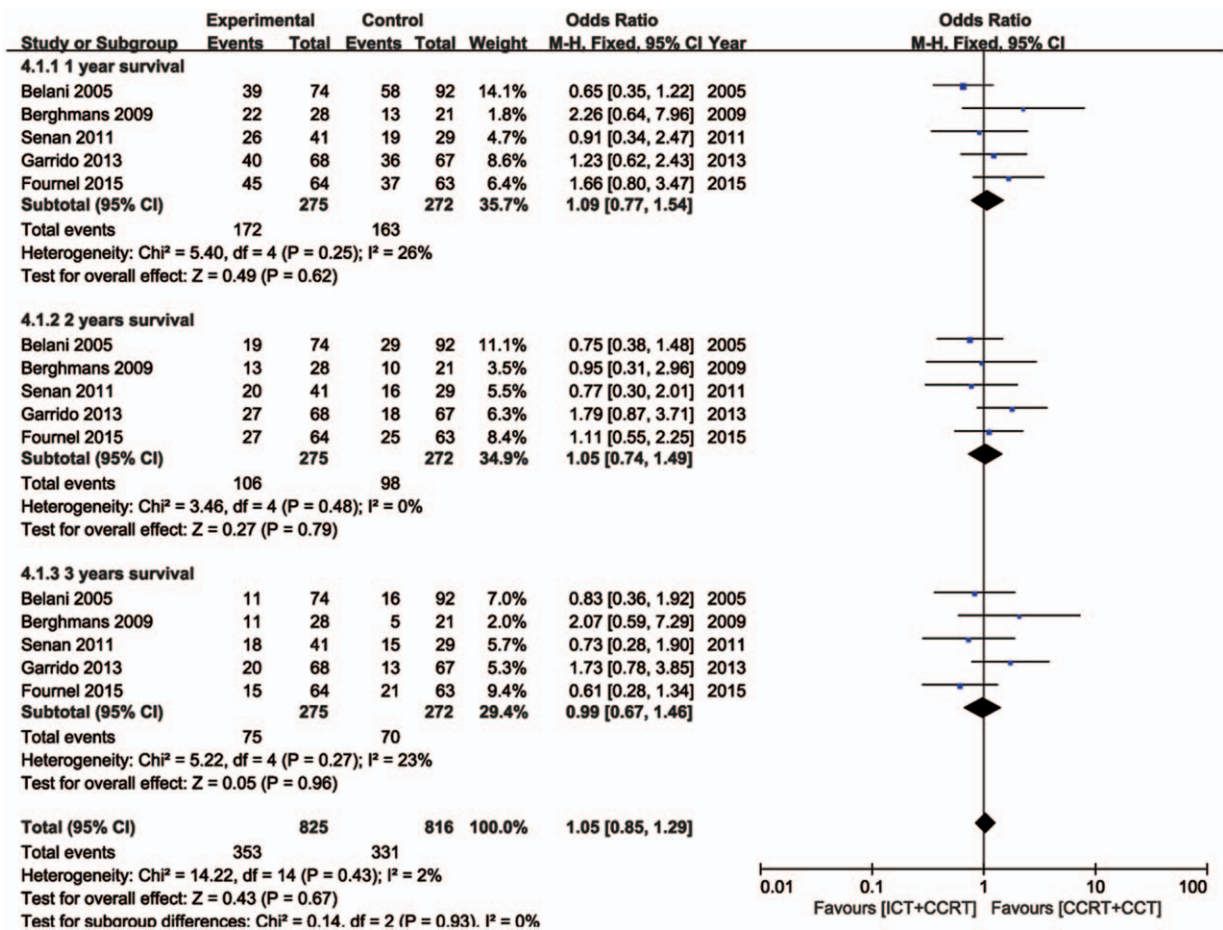 Experimental Control Odds Ratio Odds Ratio
Study or Subgroup Events Total Events Total Weight M-H, Fixed, 95% CI Year M-H, Fixed, 95% CI
4.1.1 1 year survival
Belani 2005 39 74 58 92 14.1% 0.65 [0.35, 1.22] 2005
Berghmans 2009 22 28 13 21 1.8% 2.26 [0.64, 7.96] 2009
Senan 2011 26 41 19 29 4.7% 0.91 [0.34, 2.47] 2011
Garrido 2013 40 68 36 67 8.6% 1.23 [0.62, 2.43] 2013
Fournel 2015 45 64 37 63 6.4% 1.66 [0.80, 3.47] 2015
Subtotal (95% CI) 275 272 35.7% 1.09 [0.77, 1.54]
Total events 172 163
Heterogeneity: Chi² = 5.40, df = 4 (P = 0.25); I² = 26%
Test for overall effect: Z = 0.49 (P = 0.62)
4.1.2 2 years survival
Belani 2005 19 74 29 92 11.1% 0.75 [0.38, 1.48] 2005
Berghmans 2009 13 28 10 21 3.5% 0.95 [0.31, 2.96] 2009
Senan 2011 20 41 16 29 5.5% 0.77 [0.30, 2.01] 2011
Garrido 2013 27 68 18 67 6.3% 1.79 [0.87, 3.71] 2013
Fournel 2015 27 64 25 63 8.4% 1.11 [0.55, 2.25] 2015
Subtotal (95% CI) 275 272 34.9% 1.05 [0.74, 1.49]
Total events 106 98
Heterogeneity: Chi² = 3.46, df = 4 (P = 0.48); I² = 0%
Test for overall effect: Z = 0.27 (P = 0.79)
4.1.3 3 years survival
Belani 2005 11 74 16 92 7.0% 0.83 [0.36, 1.92] 2005
Berghmans 2009 11 28 5 21 2.0% 2.07 [0.59, 7.29] 2009
Senan 2011 18 41 15 29 5.7% 0.73 [0.28, 1.90] 2011
Garrido 2013 20 68 13 67 5.3% 1.73 [0.78, 3.85] 2013
Fournel 2015 15 64 21 63 9.4% 0.61 [0.28, 1.34] 2015
Subtotal (95% CI) 275 272 29.4% 0.99 [0.67, 1.46]
Total events 75 70
Heterogeneity: Chi² = 5.22, df = 4 (P = 0.27); I² = 23%
Test for overall effect: Z = 0.05 (P = 0.96)
Total (95% CI) 825 816 100.0% 1.05 [0.85, 1.29]
Total events 353 331
Heterogeneity: Chi² = 14.22, df = 14 (P = 0.43); I² = 2%
Test for overall effect: Z = 0.43 (P = 0.67)
Test for subgroup differences: Chi² = 0.14, df = 2 (P = 0.93), I² = 0%
0.01 0.1 1 10 100
Favours [ICT+CCRT] Favours [CCRT+CCT]